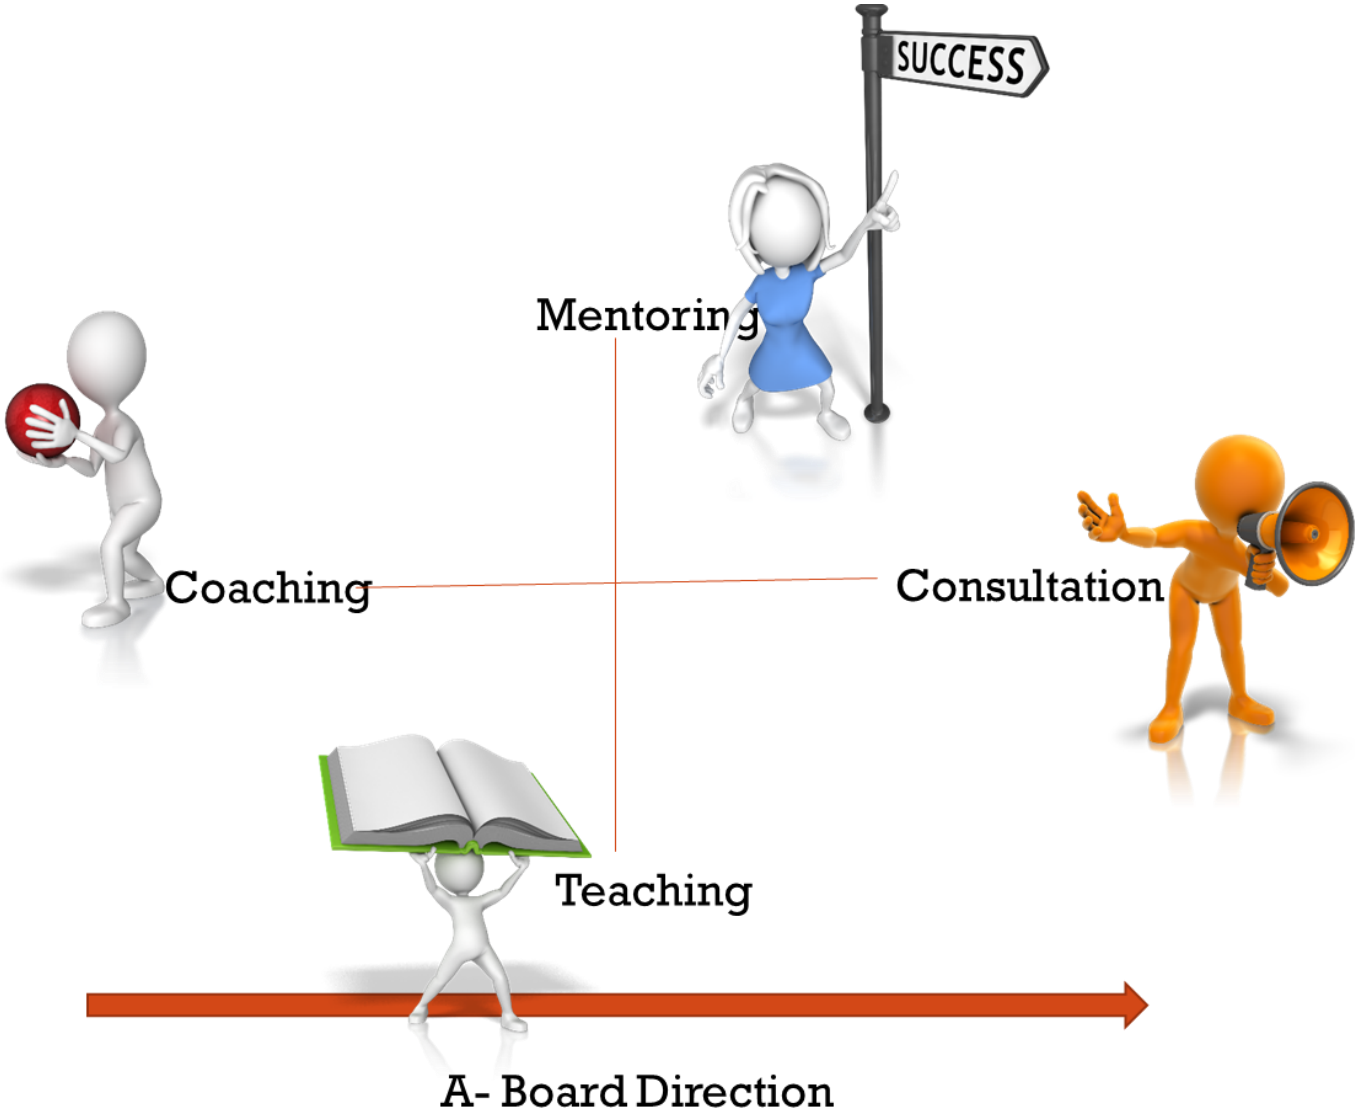 SUCCESS
Mentoring
Coaching
Consultation
Teaching
A- Board Direction